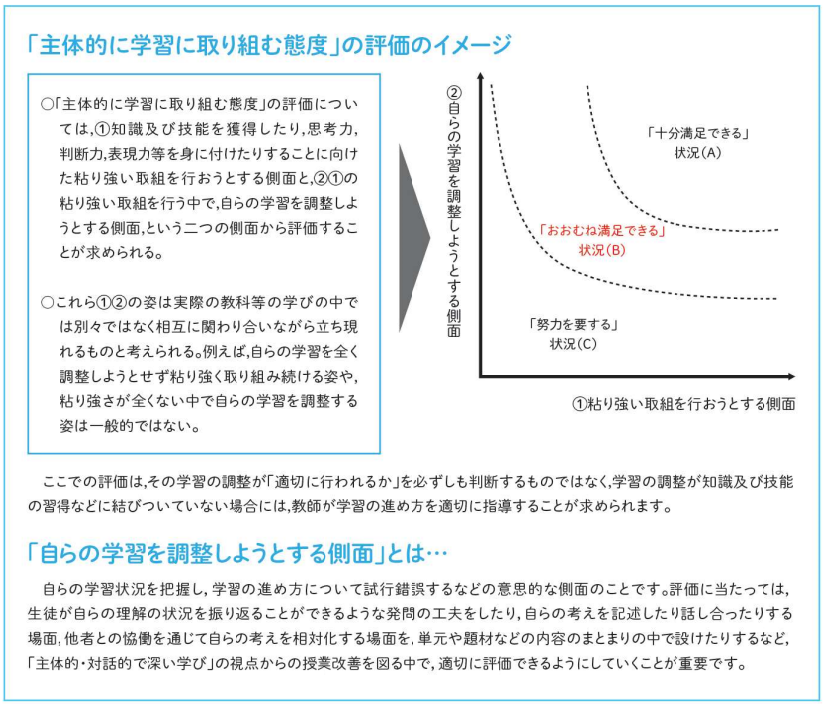 「主体的に学習に取り組む態度」の評価のイメージ
○「主体的に学習に取り組む態度」の評価につい
ては,①知識及び技能を獲得したり,思考力,
判断力,表現力等を身に付けたりすることに向け
た粘り強い取組を行おうとする側面と,②①の
粘り強い取組を行う中で,自らの学習を調整しよ
うとする側面,という二つの側面から評価するこ
とが求められる。
○これら①②の姿は実際の教科等の学びの中で
は別々ではなく相互に関わり合いながら立ち現
れるものと考えられる。例えば,自らの学習を全く
調整しようとせず粘り強く取り組み続ける姿や,
粘り強さが全くない中で自らの学習を調整する
姿は一般的ではない。
②自らの学習を調整しようとする側面
「十分満足できる」
状況(A)
「おおむね満足できる」
状況(B)
「努力を要する」
状況(C)
①粘り強い取組を行おうとする側面
ここでの評価は,その学習の調整が「適切に行われるか」を必ずしも判断するものではなく,学習の調整が知識及び技能
の習得などに結びついていない場合には,教師が学習の進め方を適切に指導することが求められます。
「自らの学習を調整しようとする側面」とは…
自らの学習状況を把握し,学習の進め方について試行錯誤するなどの意思的な側面のことです。評価に当たっては,
生徒が自らの理解の状況を振り返ることができるような発問の工夫をしたり,自らの考えを記述したり話し合ったりする
場面,他者との協働を通じて自らの考えを相対化する場面を,単元や題材などの内容のまとまりの中で設けたりするなど,
「主体的・対話的で深い学び」の視点からの授業改善を図る中で,適切に評価できるようにしていくことが重要です。